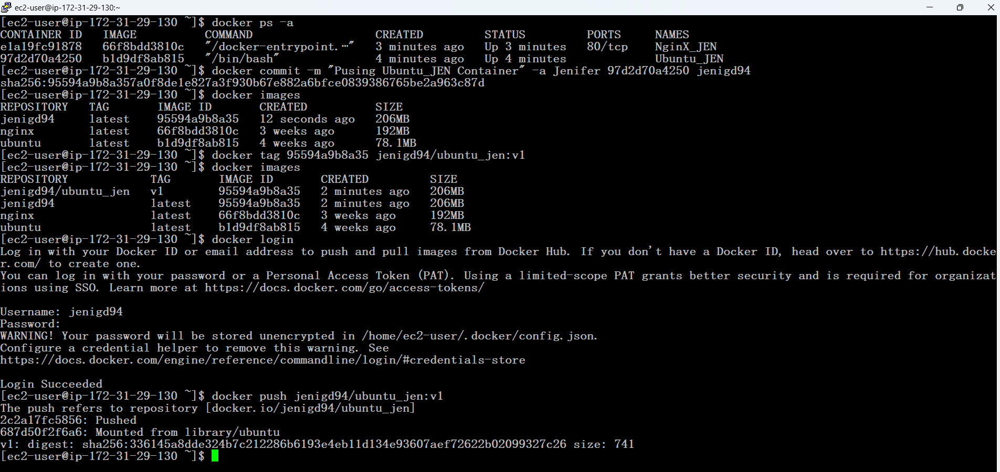 ec2-user@ip-172-31-29-130:~
[ec2-user@ip-172-31-29-130 ~]$ docker ps -a
CONTAINER ID   IMAGE          COMMAND                  CREATED         STATUS         PORTS     NAMES
e1a19fc91878   66f8bdd3810c   "/docker-entrypoint.…"   3 minutes ago   Up 3 minutes   80/tcp    NginX_JEN
97d2d70a4250   b1d9df8ab815   "/bin/bash"              4 minutes ago   Up 4 minutes             Ubuntu_JEN
[ec2-user@ip-172-31-29-130 ~]$ docker commit -m "Pusing Ubuntu_JEN Container" -a Jenifer 97d2d70a4250 jenigd94
sha256:95594a9b8a357a0f8de1e827a3f930b67e882a6bfce0839386765be2a963c87d
[ec2-user@ip-172-31-29-130 ~]$ docker images
REPOSITORY   TAG       IMAGE ID       CREATED          SIZE
jenigd94     latest    95594a9b8a35   12 seconds ago   206MB
nginx        latest    66f8bdd3810c   3 weeks ago      192MB
ubuntu       latest    b1d9df8ab815   4 weeks ago      78.1MB
[ec2-user@ip-172-31-29-130 ~]$ docker tag 95594a9b8a35 jenigd94/ubuntu_jen:v1
[ec2-user@ip-172-31-29-130 ~]$ docker images
REPOSITORY            TAG       IMAGE ID       CREATED         SIZE
jenigd94/ubuntu_jen   v1        95594a9b8a35   2 minutes ago   206MB
jenigd94              latest    95594a9b8a35   2 minutes ago   206MB
nginx                 latest    66f8bdd3810c   3 weeks ago     192MB
ubuntu                latest    b1d9df8ab815   4 weeks ago     78.1MB
[ec2-user@ip-172-31-29-130 ~]$ docker login
Log in with your Docker ID or email address to push and pull images from Docker Hub. If you don't have a Docker ID, head over to https://hub.docke
r.com/ to create one.
You can log in with your password or a Personal Access Token (PAT). Using a limited-scope PAT grants better security and is required for organizat
ions using SSO. Learn more at https://docs.docker.com/go/access-tokens/
Username: jenigd94
Password:
WARNING! Your password will be stored unencrypted in /home/ec2-user/.docker/config.json.
Configure a credential helper to remove this warning. See
https://docs.docker.com/engine/reference/commandline/login/#credentials-store
Login Succeeded
[ec2-user@ip-172-31-29-130 ~]$ docker push jenigd94/ubuntu_jen:v1
The push refers to repository [docker.io/jenigd94/ubuntu_jen]
2c2a17fc5856: Pushed
687d50f2f6a6: Mounted from library/ubuntu
v1: digest: sha256:336145a8dde324b7c212286b6193e4eb11d134e93607aef72622b02099327c26 size: 741
[ec2-user@ip-172-31-29-130 ~]$